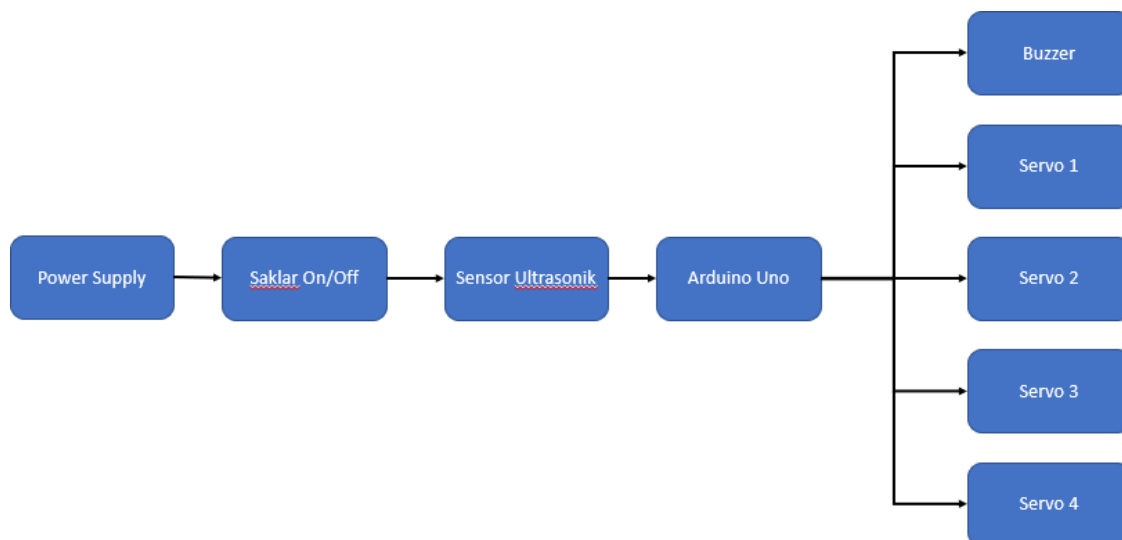 Buzzer
Servo 1
Power Supply
Saklar On/Off
Sensor Ultrasonik
Arduino Uno
Servo 2
Servo 3
Servo 4